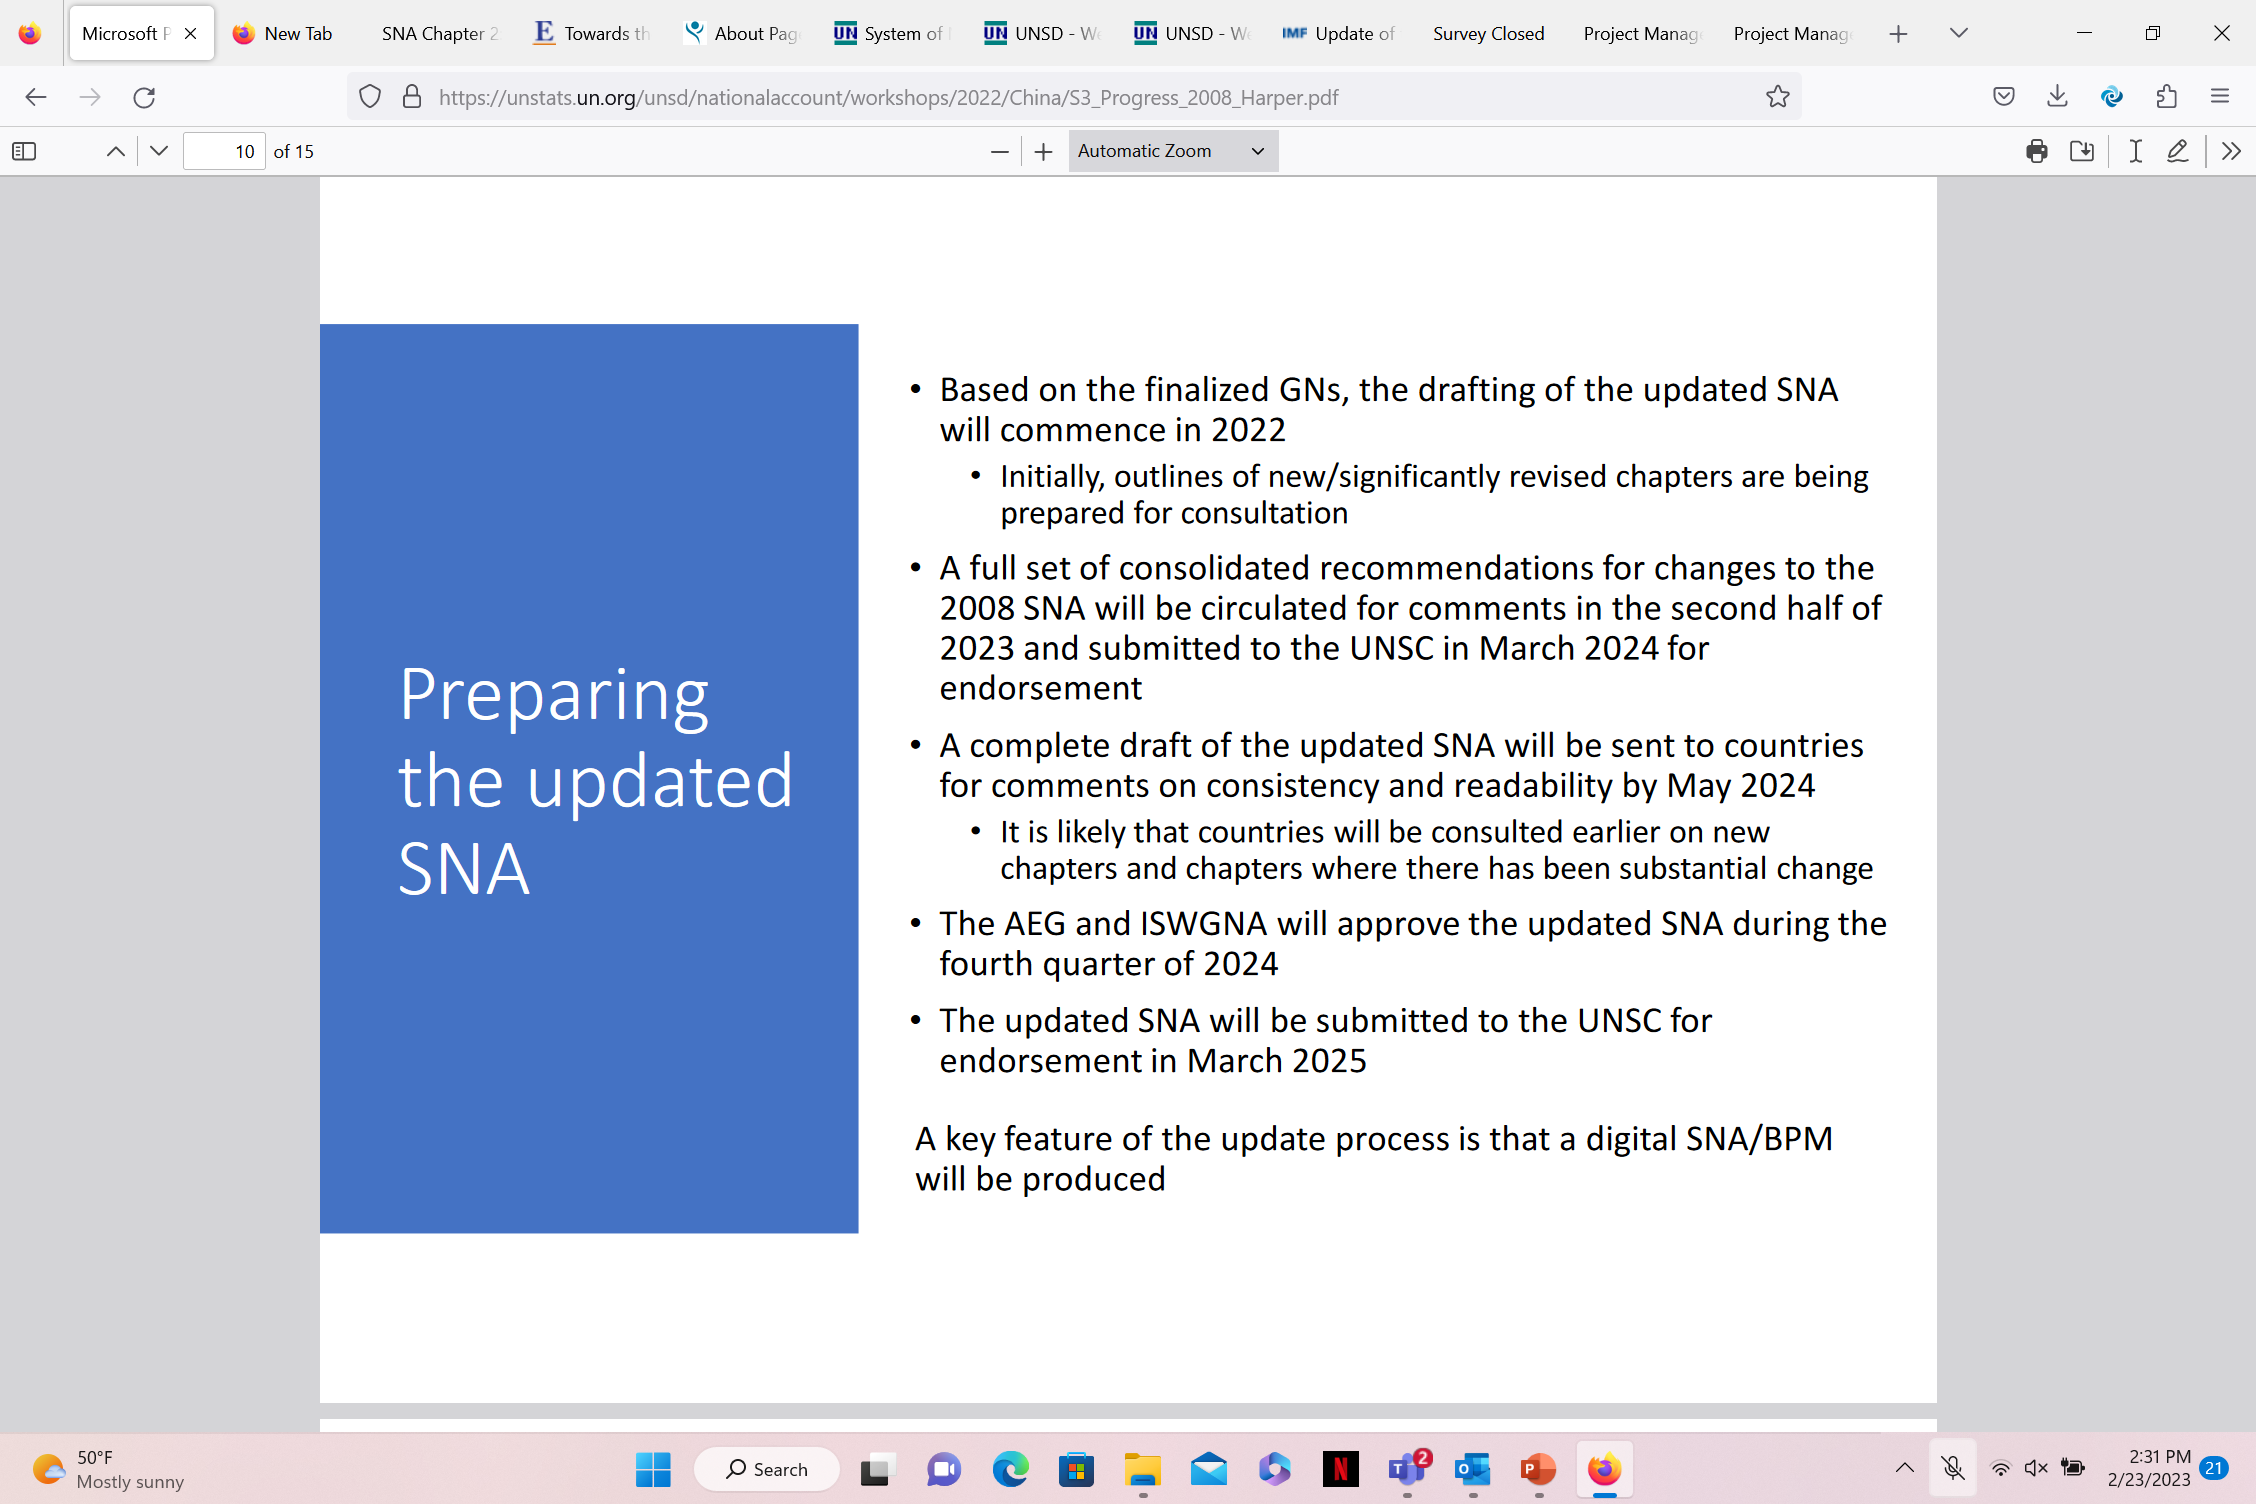 Microsoft P
New Tab
SNA Chapter 2
Towards th
About Pag
UN System of
UN UNSD - We
UN UNSD - We
IMF Update of
Survey Closed
Project Manag
Project Manag
https://unstats.un.org/unsd/nationalaccount/workshops/2022/China/S3_Progress_2008_Harper.pdf
10 of 15
Automatic Zoom
Preparing
the updated
SNA
• Based on the finalized GNs, the drafting of the updated SNA
will commence in 2022
• Initially, outlines of new/significantly revised chapters are being
prepared for consultation
• A full set of consolidated recommendations for changes to the
2008 SNA will be circulated for comments in the second half of
2023 and submitted to the UNSC in March 2024 for
endorsement
• A complete draft of the updated SNA will be sent to countries
for comments on consistency and readability by May 2024
• It is likely that countries will be consulted earlier on new
chapters and chapters where there has been substantial change
• The AEG and ISWGNA will approve the updated SNA during the
fourth quarter of 2024
• The updated SNA will be submitted to the UNSC for
endorsement in March 2025
A key feature of the update process is that a digital SNA/BPM
will be produced
50°F
Mostly sunny
Search
2
2:31 PM
2/23/2023
21